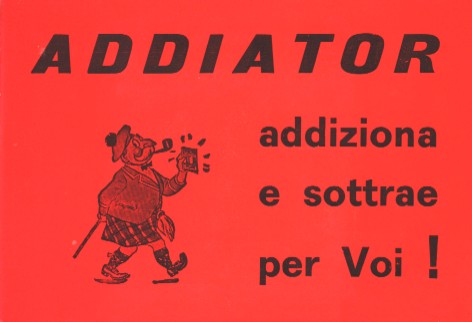 ADDIATOR
addiziona
e sottrae
per Voi !